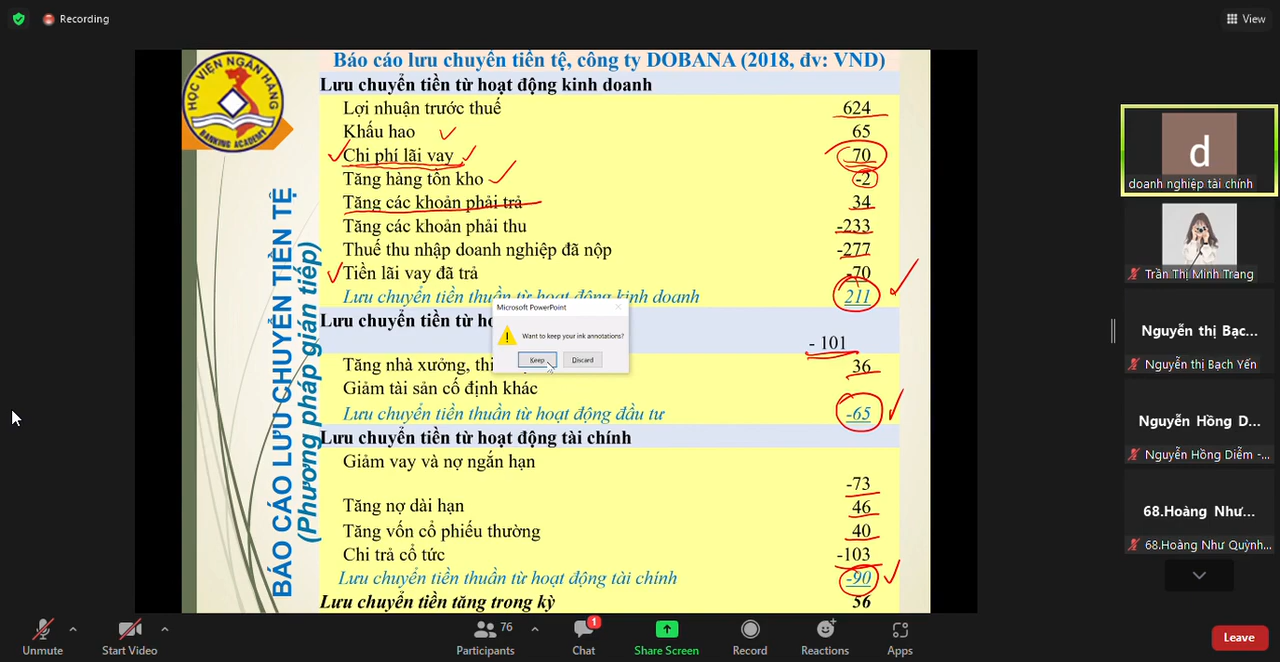 Recording
View
Báo cáo lưu chuyển tiền tệ, công ty DOBANA (2018, đv: VND)
HỌC VIỆN NGÂN HÀNG
BANKING ACADEMY
BÁO CÁO LƯU CHUYỂN TIỀN TỆ
(Phương pháp gián tiếp)
Lưu chuyển tiền từ hoạt động kinh doanh
Lợi nhuận trước thuế 624
Khấu hao 65
Chi phí lãi vay 70
Tăng hàng tồn kho -2
Tăng các khoản phải trả 34
Tăng các khoản phải thu -233
Thuế thu nhập doanh nghiệp đã nộp -277
Tiền lãi vay đã trả -70
Lưu chuyển tiền thuần từ hoạt động kinh doanh 211
Lưu chuyển tiền từ
- 101
Tăng nhà xưởng, 36
Giảm tài sản cố định khác
Lưu chuyển tiền thuần từ hoạt động đầu tư -65
Lưu chuyển tiền từ hoạt động tài chính
Giảm vay và nợ ngắn hạn
-73
Tăng nợ dài hạn 46
Tăng vốn cổ phiếu thường 40
Chi trả cổ tức -103
Lưu chuyển tiền thuần từ hoạt động tài chính -90
Lưu chuyển tiền tăng trong kỳ 56
Microsoft PowerPoint
Want to keep your ink annotations?
Keep Discard
d
doanh nghiệp tài chính
Trần Thị Minh Trang
Nguyễn thị Bạc...
Nguyễn thị Bạch Yến
Nguyễn Hồng D...
Nguyễn Hồng Diễm -...
68.Hoàng Như...
68.Hoàng Như Quỳnh...
Unmute
Start Video
76
Participants
1
Chat
Share Screen
Record
Reactions
Apps
Leave